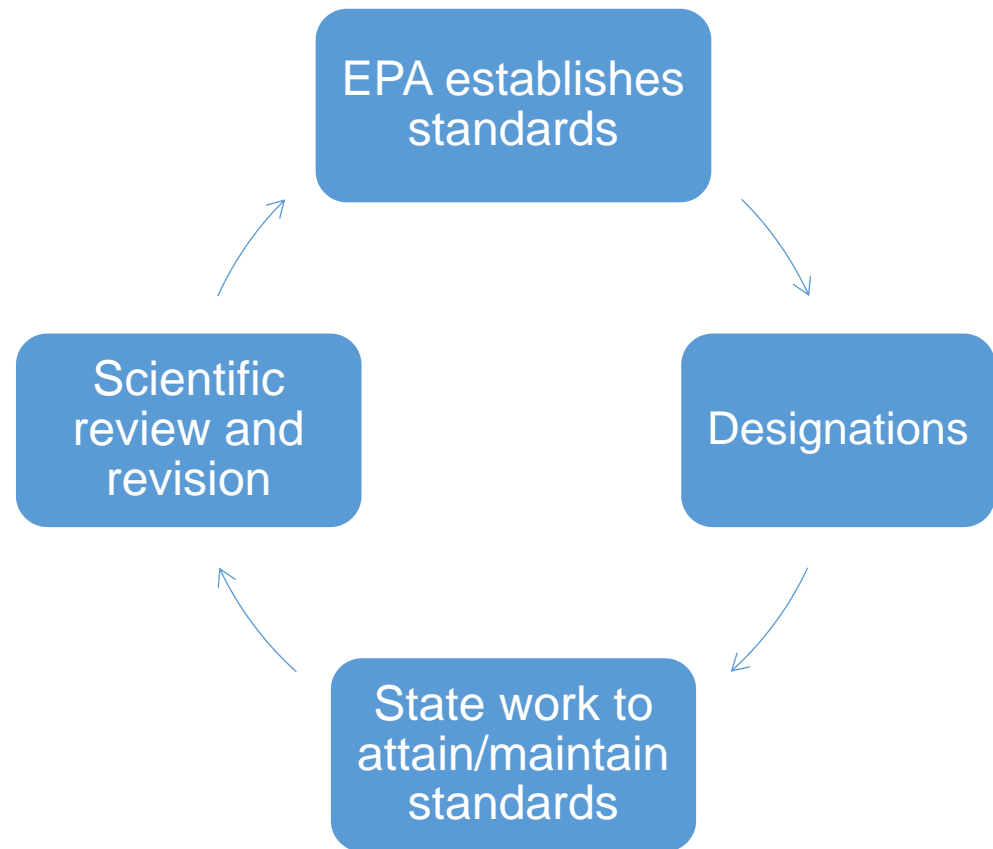 EPA establishes
standards
Designations
State work to
attain/maintain
standards
Scientific
review and
revision